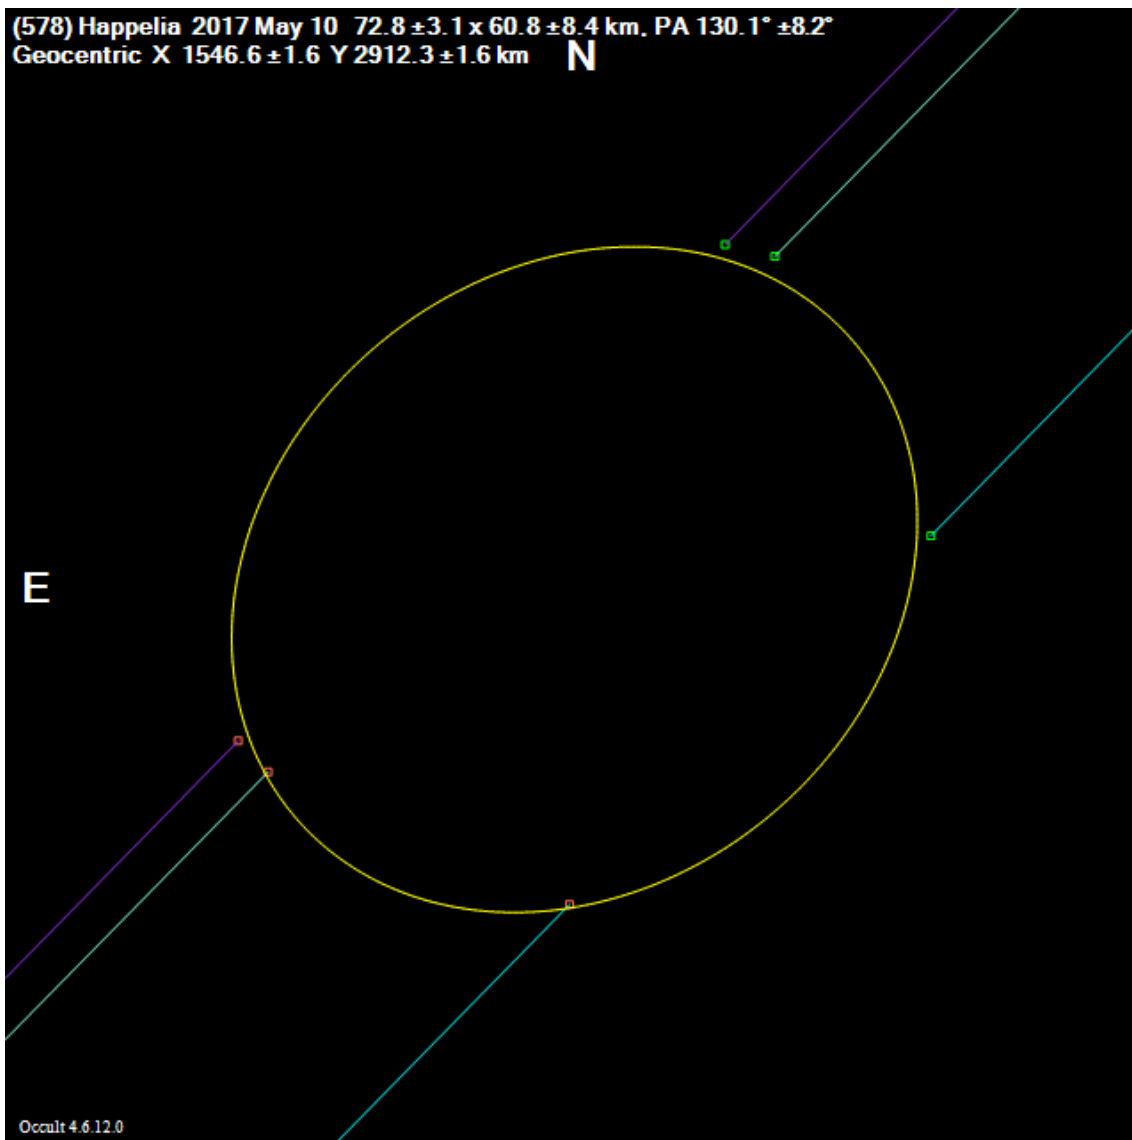 (578) Happelia 2017 May 10 72.8 ±3.1 x 60.8 ±8.4 km, PA 130.1° ±8.2°
Geocentric X 1546.6 ±1.6 Y 2912.3 ±1.6 km
N
E
Occult 4.6.12.0